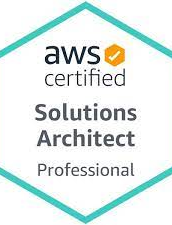 aws
certified
Solutions
Architect
Professional